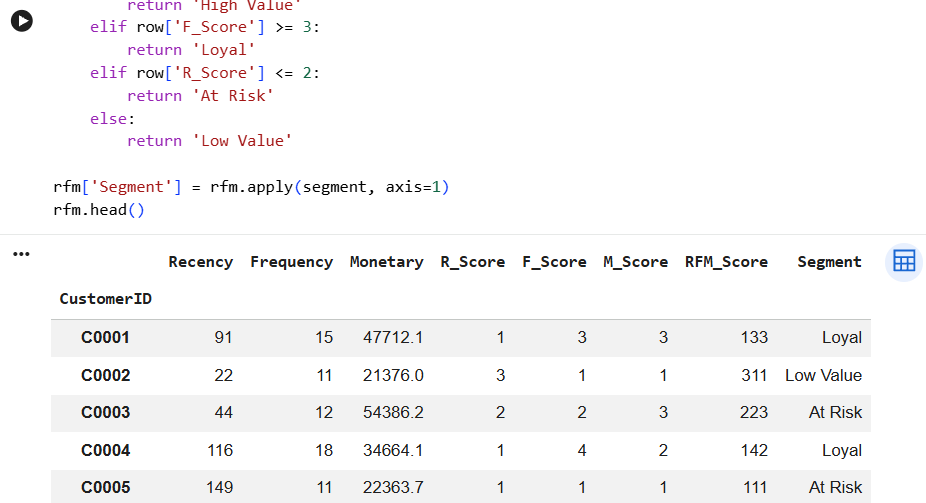 return 'High Value'
elif row['F_Score'] >= 3:
return 'Loyal'
elif row['R_Score'] <= 2:
return 'At Risk'
else:
return 'Low Value'
rfm['Segment'] = rfm.apply(segment, axis=1)
rfm.head()
Recency Frequency Monetary R_Score F_Score M_Score RFM_Score Segment
CustomerID
C0001 91 15 47712.1 1 3 3 133 Loyal
C0002 22 11 21376.0 3 1 1 311 Low Value
C0003 44 12 54386.2 2 2 3 223 At Risk
C0004 116 18 34664.1 1 4 2 142 Loyal
C0005 149 11 22363.7 1 1 1 111 At Risk